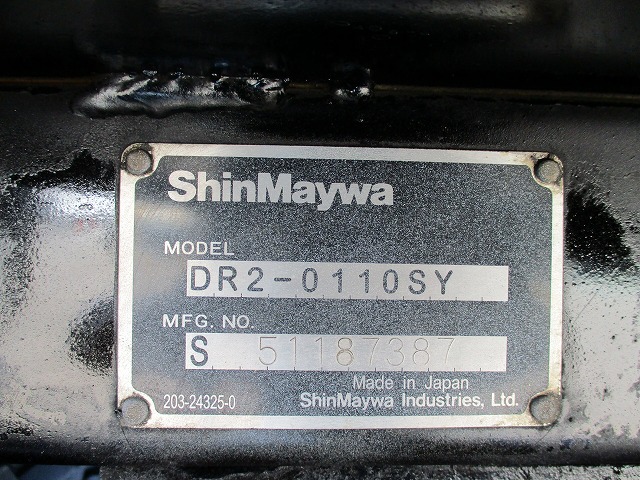 ShinMaywa
MODEL
DR2-0110SY
MFG. NO.
S 51187387
Made in Japan
203-24325-0 ShinMaywa Industries, Ltd.